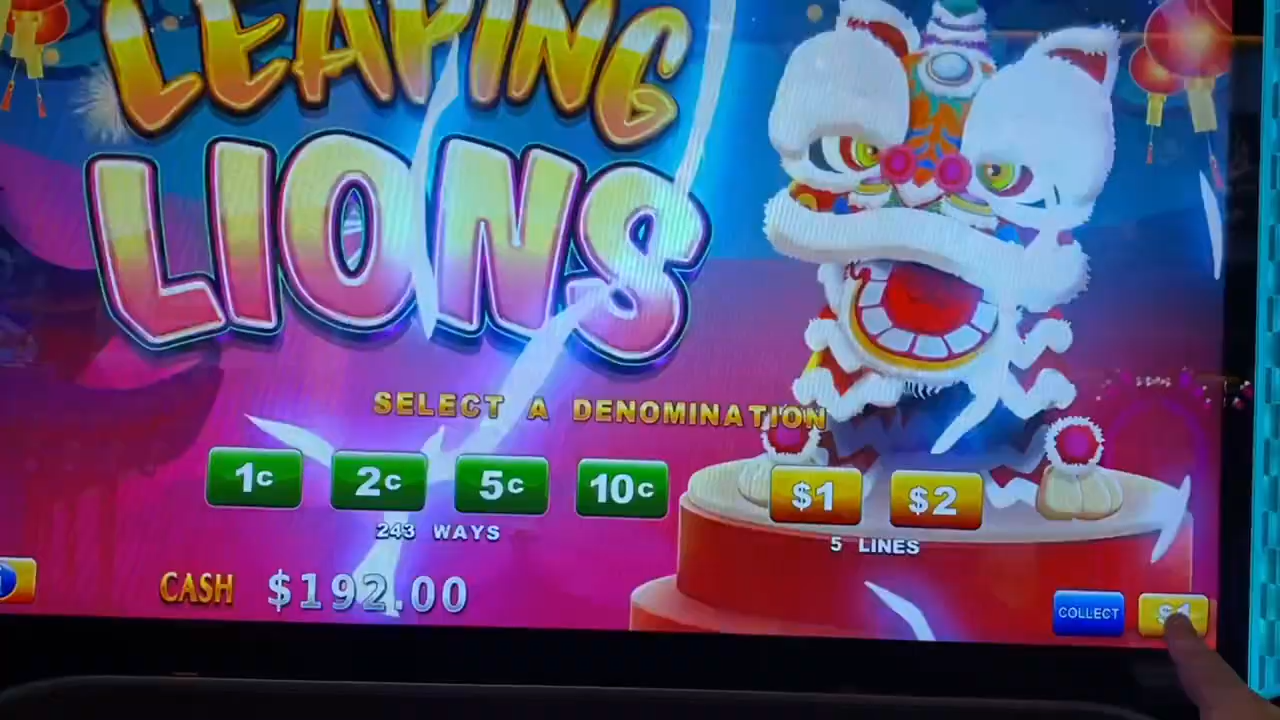 LEAPING
LIONS
SELECT A DENOMINATION
1c 2c 5c 10c $1 $2
243 WAYS
5 LINES
CASH $192.00
COLLECT